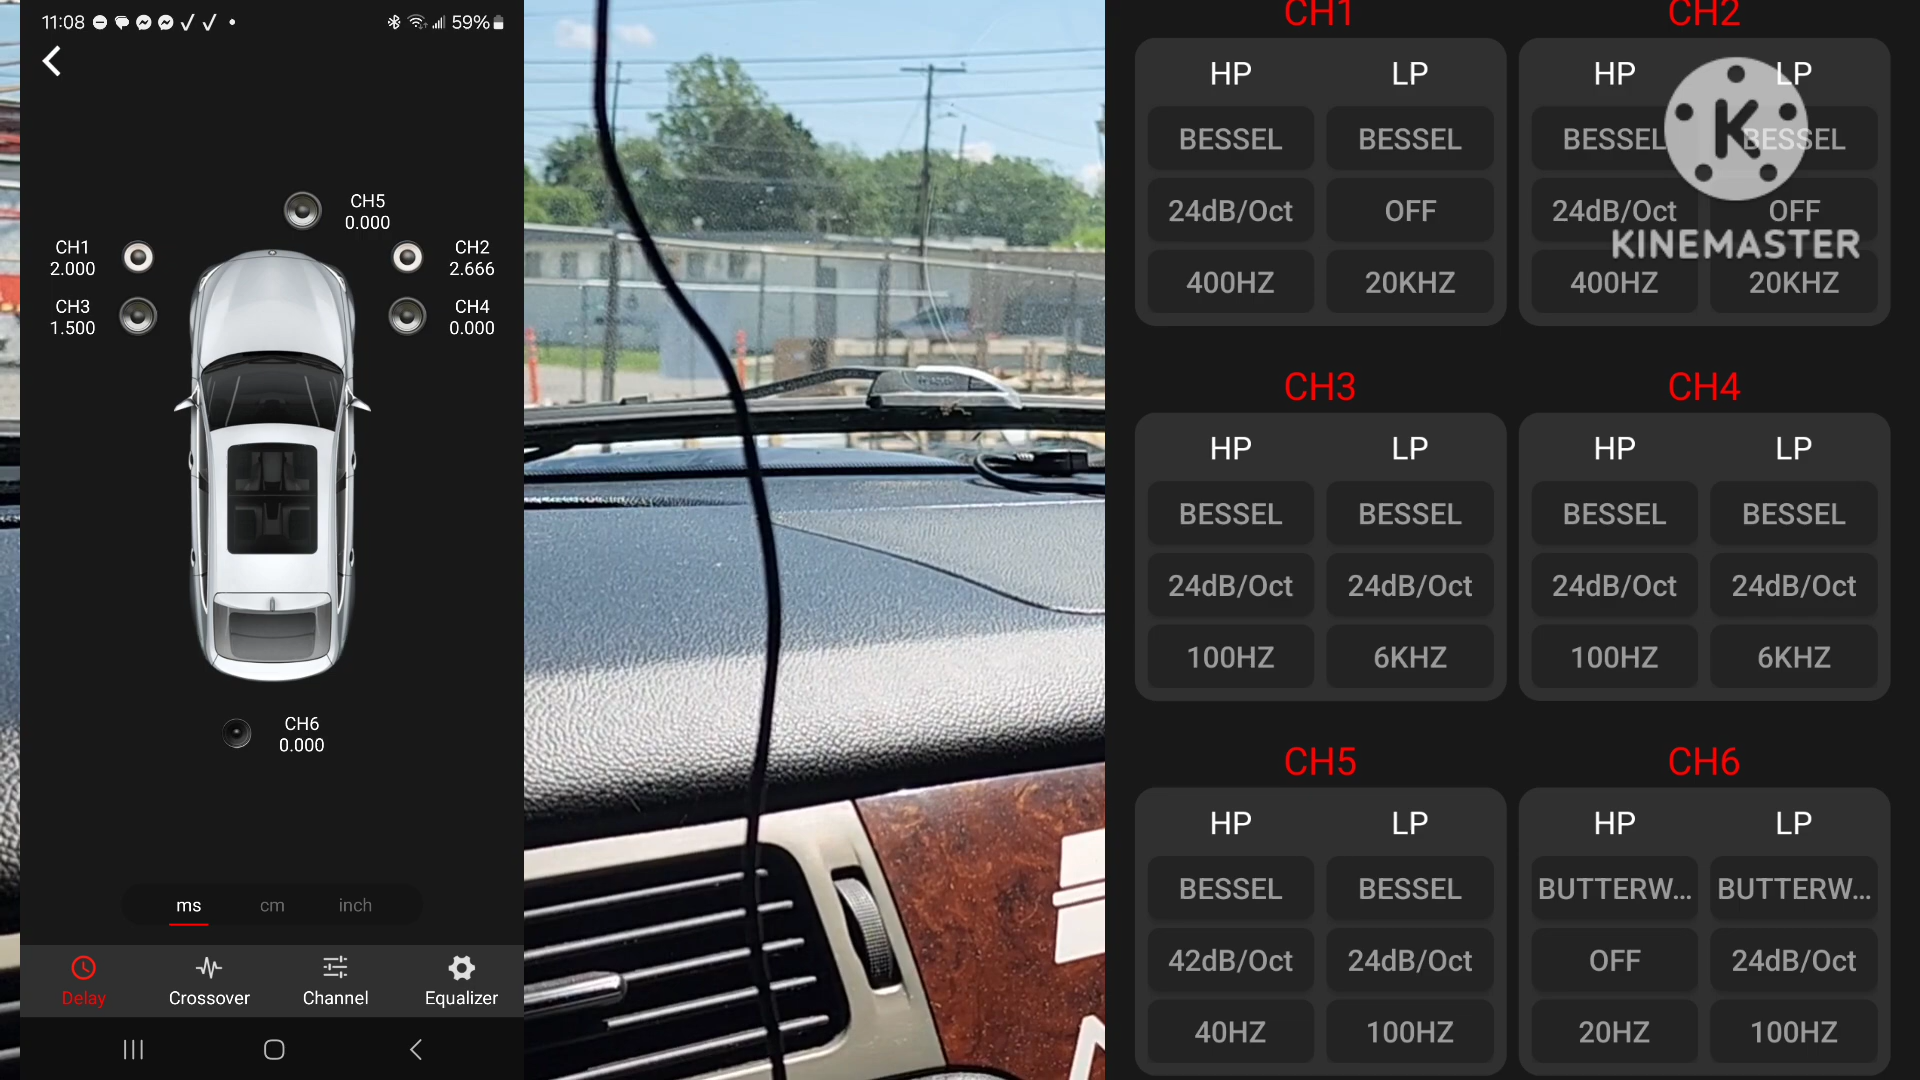 11:08
59%
CH5
0.000
CH1
2.000
CH2
2.666
CH3
1.500
CH4
0.000
CH6
0.000
ms cm inch
Delay Crossover Channel Equalizer
CH1 CH2
HP LP HP LP
BESSEL BESSEL BESSEL BESSEL
24dB/Oct OFF 24dB/Oct OFF
400HZ 20KHZ 400HZ 20KHZ
K
KINEMASTER
CH3 CH4
HP LP HP LP
BESSEL BESSEL BESSEL BESSEL
24dB/Oct 24dB/Oct 24dB/Oct 24dB/Oct
100HZ 6KHZ 100HZ 6KHZ
CH5 CH6
HP LP HP LP
BESSEL BESSEL BUTTERW... BUTTERW...
42dB/Oct 24dB/Oct OFF 24dB/Oct
40HZ 100HZ 20HZ 100HZ